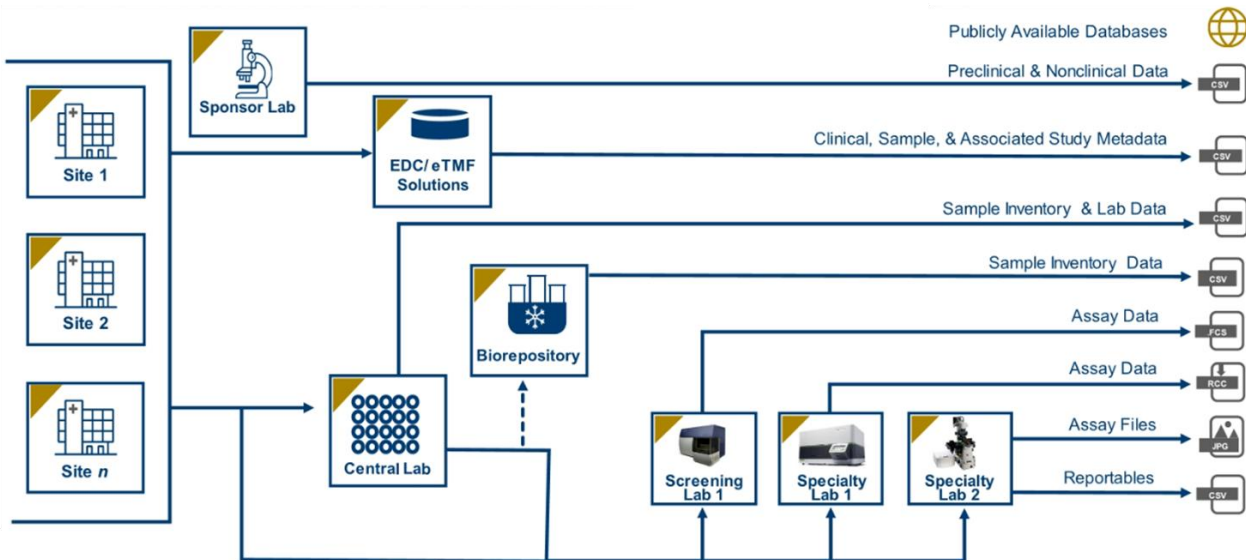 Publicly Available Databases
Sponsor Lab
Preclinical & Nonclinical Data
CSV
Site 1
EDC/ eTMF
Solutions
Clinical, Sample, & Associated Study Metadata
CSV
Sample Inventory & Lab Data
CSV
Site 2
Biorepository
Sample Inventory Data
CSV
Assay Data
.FCS
Assay Data
RCC
Site n
Central Lab
Screening
Lab 1
Specialty
Lab 1
Specialty
Lab 2
Assay Files
JPG
Reportables
CSV